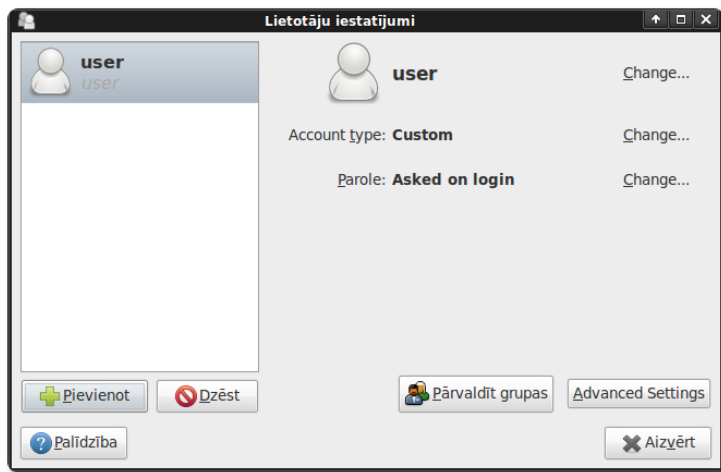 Lietotāju iestatījumi
user
user
user
Change...
Account type: Custom
Change...
Parole: Asked on login
Change...
Pievienot
Dzēst
Pārvaldīt grupas
Advanced Settings
Palīdzība
Aizvērt